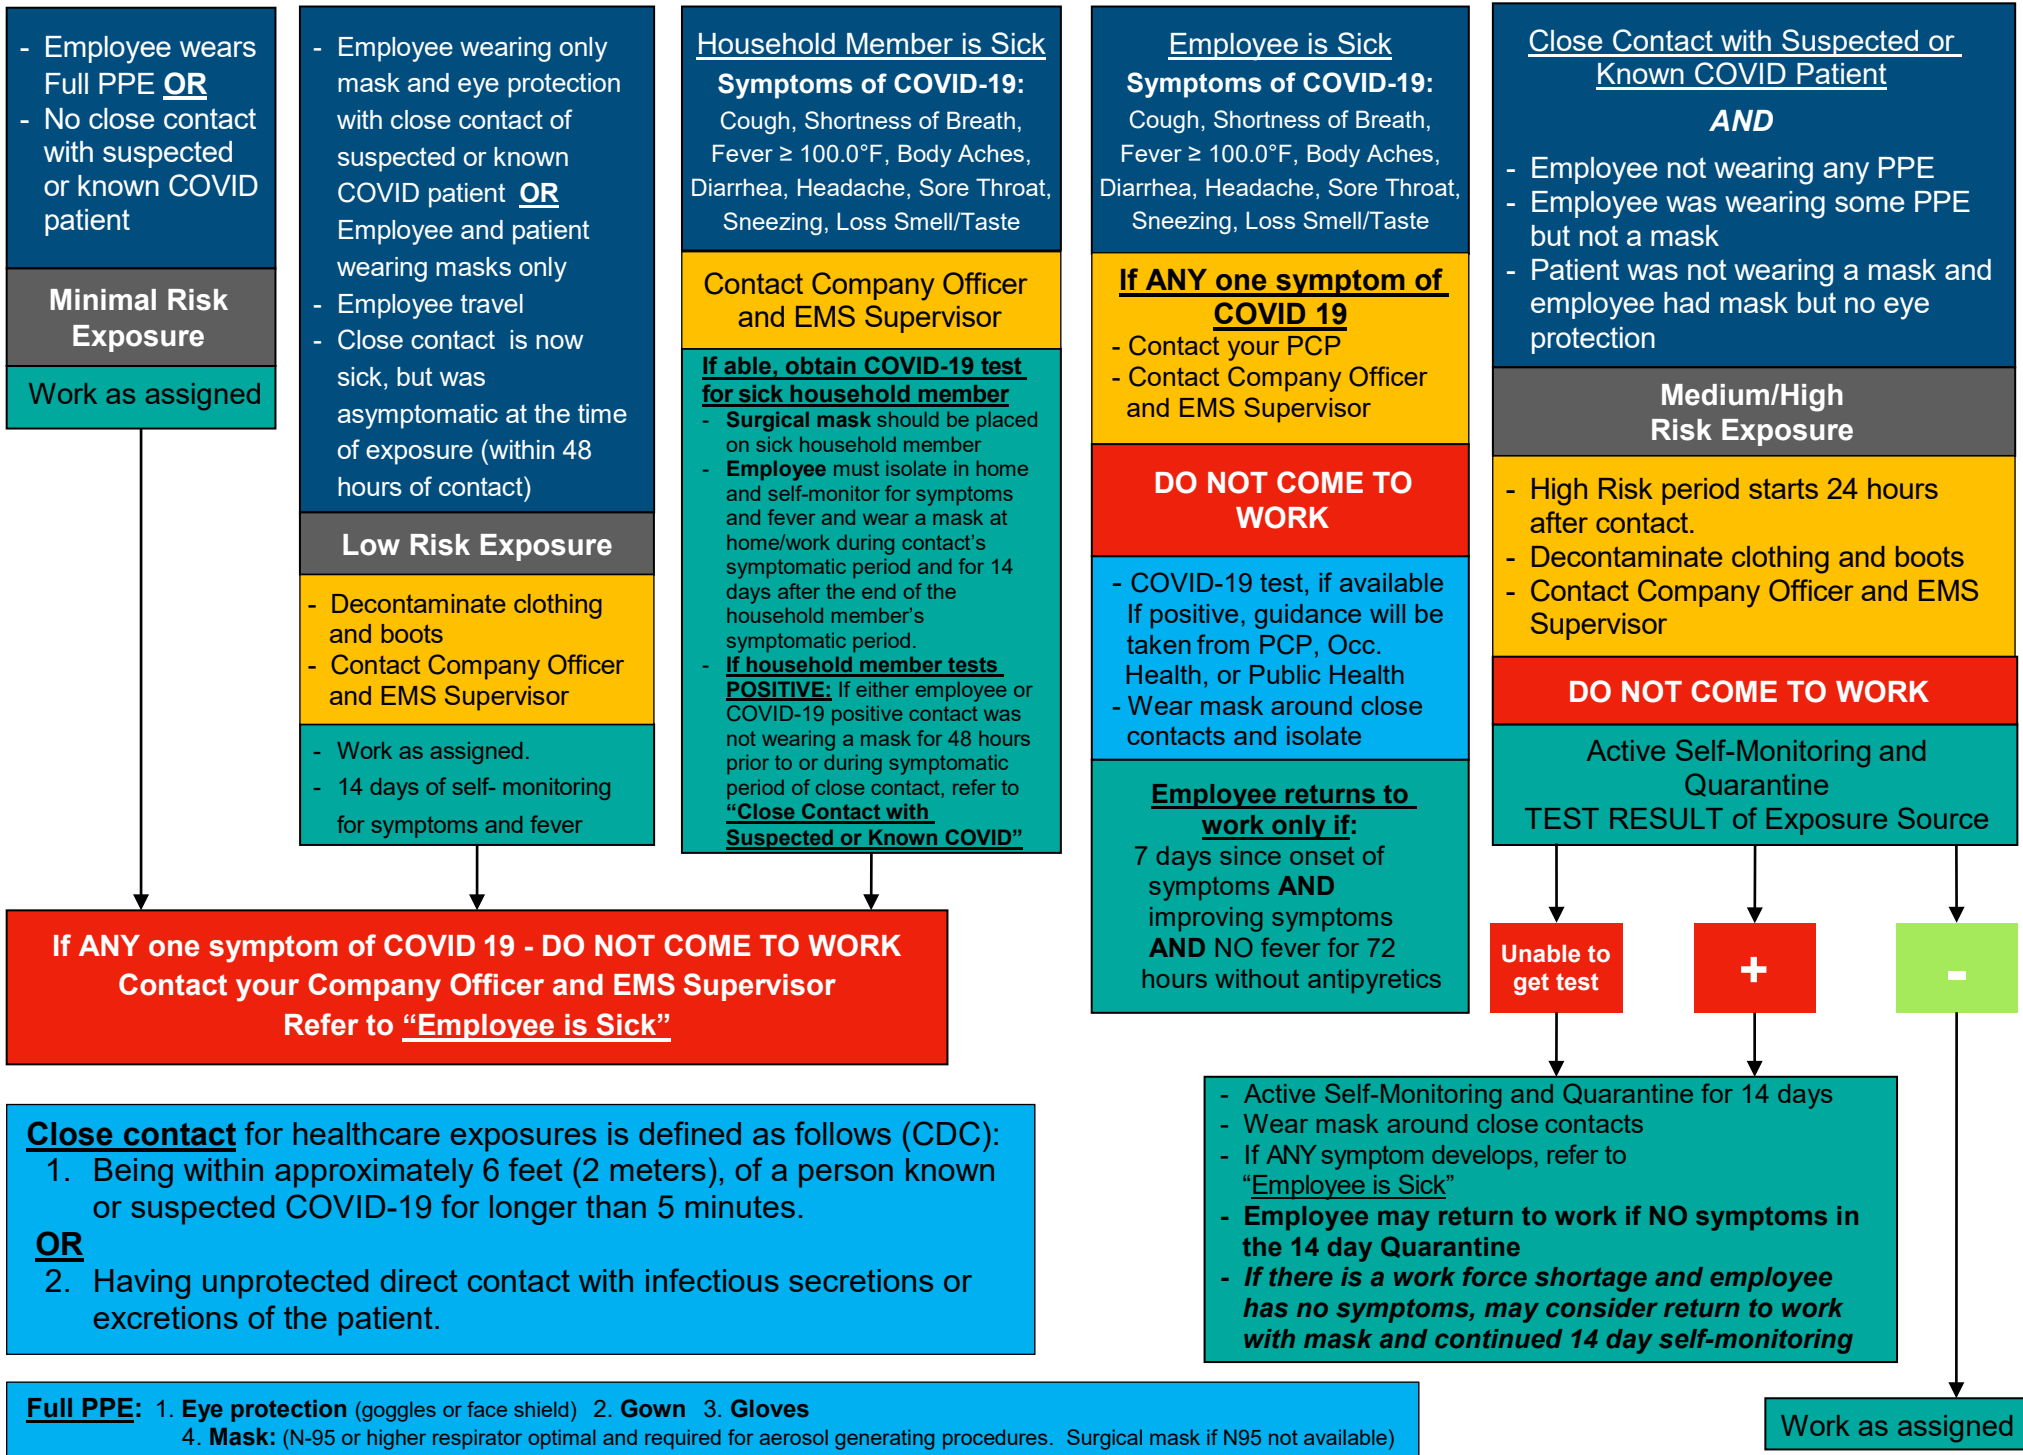 - Employee wears
Full PPE OR
- No close contact
with suspected
or known COVID
patient
Minimal Risk
Exposure
Work as assigned
- Employee wearing only
mask and eye protection
with close contact of
suspected or known
COVID patient OR
Employee and patient
wearing masks only
- Employee travel
- Close contact is now
sick, but was
asymptomatic at the time
of exposure (within 48
hours of contact)
Low Risk Exposure
- Decontaminate clothing
and boots
- Contact Company Officer
and EMS Supervisor
- Work as assigned.
- 14 days of self- monitoring
for symptoms and fever
Household Member is Sick
Symptoms of COVID-19:
Cough, Shortness of Breath,
Fever ≥ 100.0°F, Body Aches,
Diarrhea, Headache, Sore Throat,
Sneezing, Loss Smell/Taste
Contact Company Officer
and EMS Supervisor
If able, obtain COVID-19 test
for sick household member
- Surgical mask should be placed
on sick household member
- Employee must isolate in home
and self-monitor for symptoms
and fever and wear a mask at
home/work during contact's
symptomatic period and for 14
days after the end of the
household member's
symptomatic period.
- If household member tests
POSITIVE: If either employee or
COVID-19 positive contact was
not wearing a mask for 48 hours
prior to or during symptomatic
period of close contact, refer to
“Close Contact with
Suspected or Known COVID”
Employee is Sick
Symptoms of COVID-19:
Cough, Shortness of Breath,
Fever ≥ 100.0°F, Body Aches,
Diarrhea, Headache, Sore Throat,
Sneezing, Loss Smell/Taste
If ANY one symptom of
COVID 19
- Contact your PCP
- Contact Company Officer
and EMS Supervisor
DO NOT COME TO
WORK
- COVID-19 test, if available
If positive, guidance will be
taken from PCP, Occ.
Health, or Public Health
- Wear mask around close
contacts and isolate
Employee returns to
work only if:
7 days since onset of
symptoms AND
improving symptoms
AND NO fever for 72
hours without antipyretics
Close Contact with Suspected or
Known COVID Patient
AND
- Employee not wearing any PPE
- Employee was wearing some PPE
but not a mask
- Patient was not wearing a mask and
employee had mask but no eye
protection
Medium/High
Risk Exposure
- High Risk period starts 24 hours
after contact.
- Decontaminate clothing and boots
- Contact Company Officer and EMS
Supervisor
DO NOT COME TO WORK
Active Self-Monitoring and
Quarantine
TEST RESULT of Exposure Source
Unable to
get test
+
-
If ANY one symptom of COVID 19 - DO NOT COME TO WORK
Contact your Company Officer and EMS Supervisor
Refer to “Employee is Sick”
- Active Self-Monitoring and Quarantine for 14 days
- Wear mask around close contacts
- If ANY symptom develops, refer to
“Employee is Sick”
- Employee may return to work if NO symptoms in
the 14 day Quarantine
- If there is a work force shortage and employee
has no symptoms, may consider return to work
with mask and continued 14 day self-monitoring
Work as assigned
Close contact for healthcare exposures is defined as follows (CDC):
1. Being within approximately 6 feet (2 meters), of a person known
or suspected COVID-19 for longer than 5 minutes.
OR
2. Having unprotected direct contact with infectious secretions or
excretions of the patient.
Full PPE: 1. Eye protection (goggles or face shield) 2. Gown 3. Gloves
4. Mask: (N-95 or higher respirator optimal and required for aerosol generating procedures. Surgical mask if N95 not available)